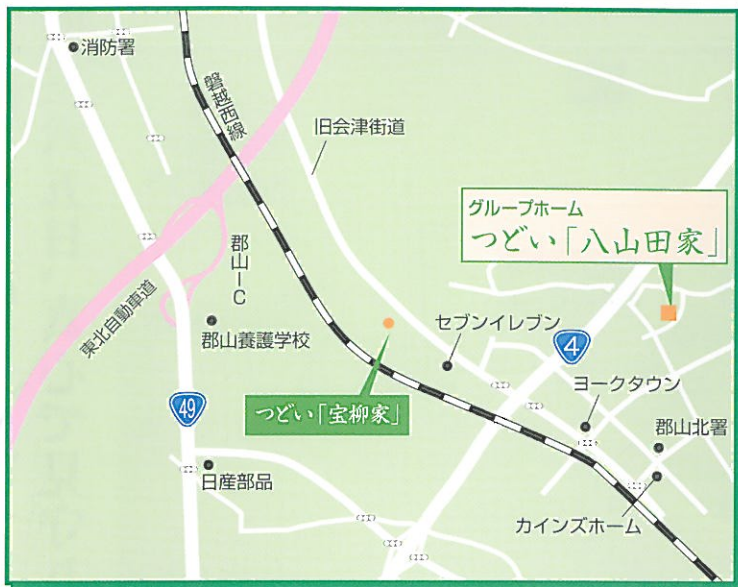 消防署
磐越西線
旧会津街道
グループホーム
つどい「八山田家」
郡山IC
東北自動車道
郡山養護学校
セブンイレブン
4
ヨークタウン
49
つどい「宝柳家」
郡山北署
日産部品
カインズホーム